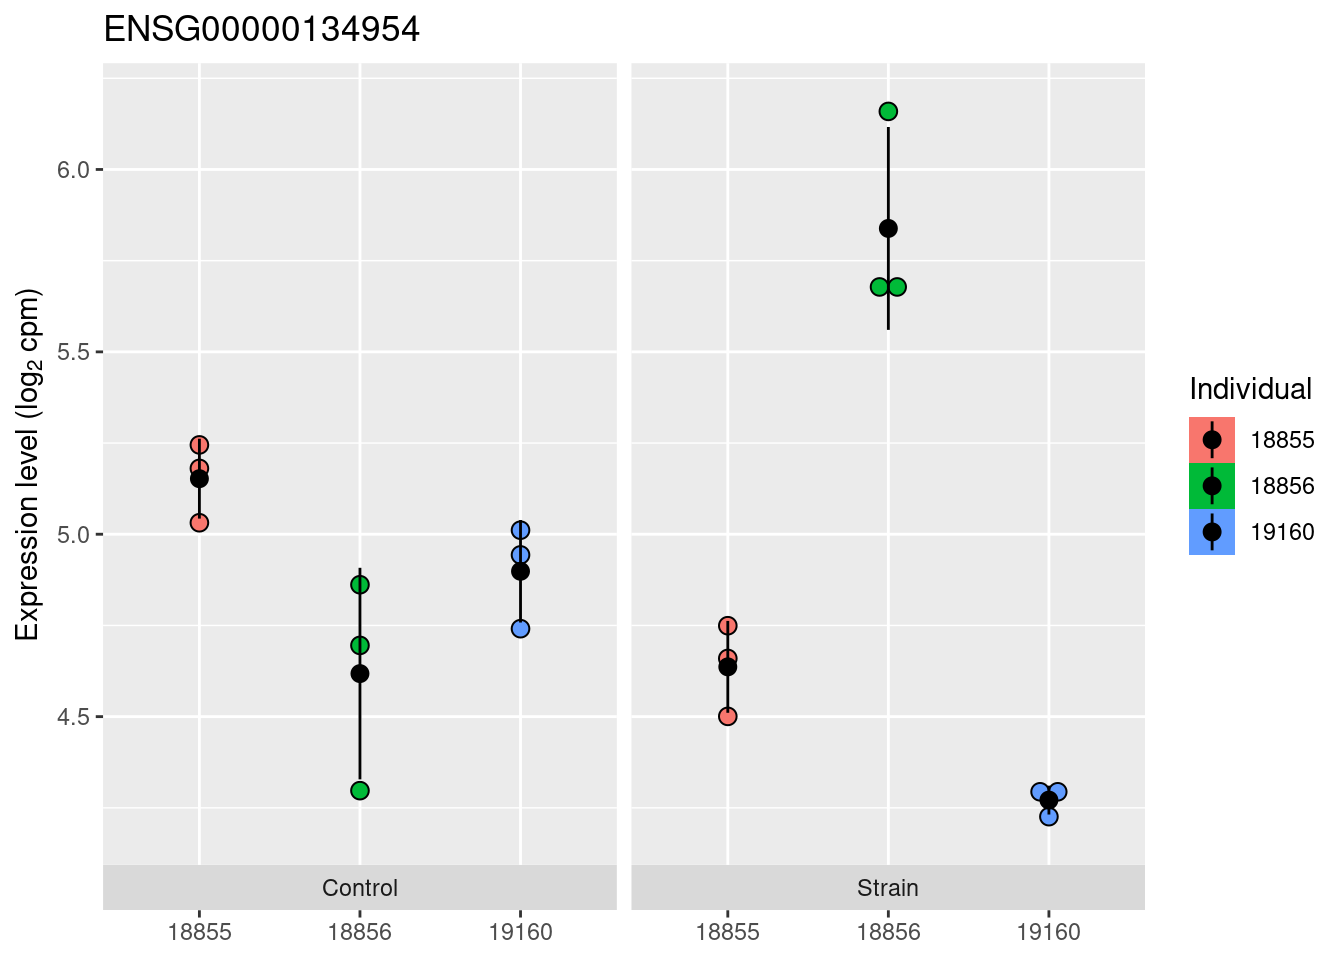 ENSG00000134954
Expression level (log₂ cpm)
6.0
5.5
5.0
4.5
Control
Strain
18855
18856
19160
18855
18856
19160
Individual
18855
18856
19160